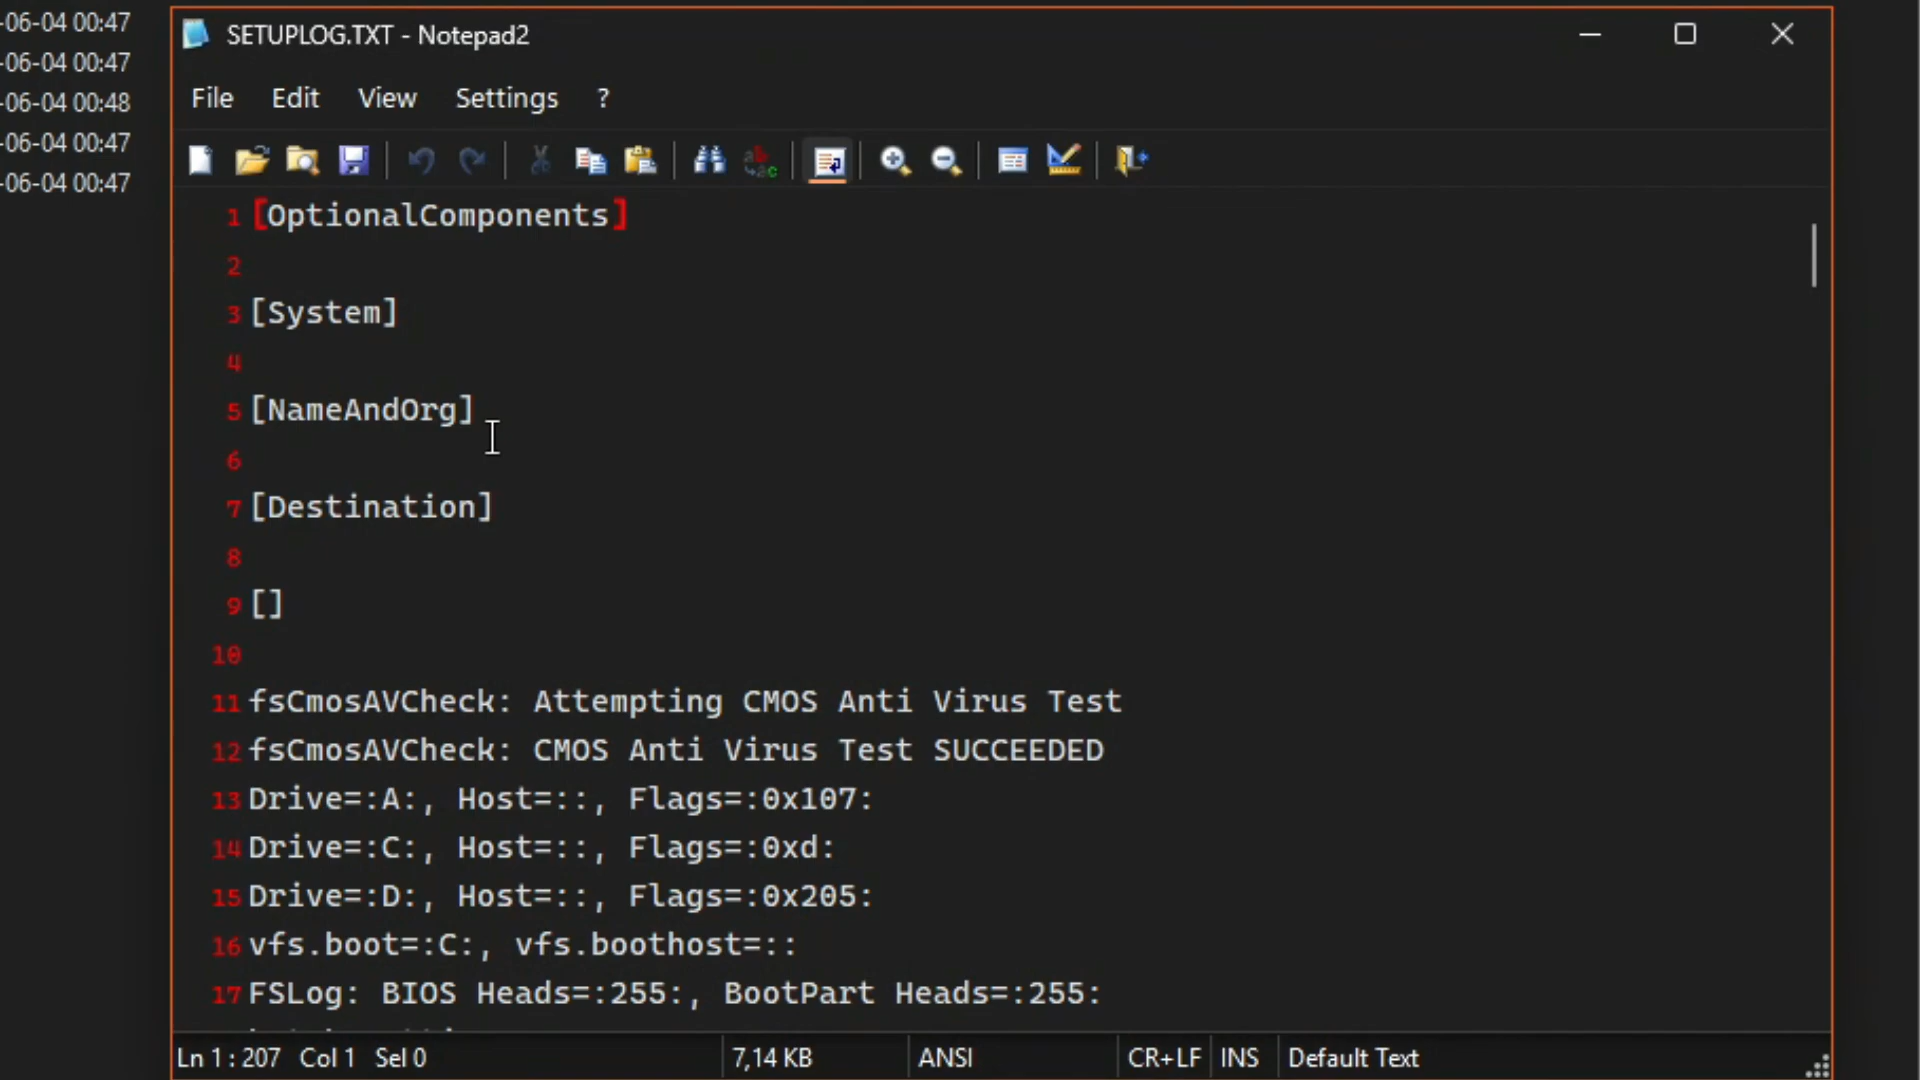 -06-04 00:47
-06-04 00:47
-06-04 00:48
-06-04 00:47
-06-04 00:47
SETUPLOG.TXT - Notepad2
File Edit View Settings ?
1 [OptionalComponents]
2
3 [System]
4
5 [NameAndOrg]
6
7 [Destination]
8
9 []
10
11 fsCmosAVCheck: Attempting CMOS Anti Virus Test
12 fsCmosAVCheck: CMOS Anti Virus Test SUCCEEDED
13 Drive=:A:, Host=::, Flags=:0x107:
14 Drive=:C:, Host=::, Flags=:0xd:
15 Drive=:D:, Host=::, Flags=:0x205:
16 vfs.boot=:C:, vfs.boothost=::
17 FSLog: BIOS Heads=:255:, BootPart Heads=:255:
Ln 1 : 207 Col 1 Sel 0 7,14 KB ANSI CR+LF INS Default Text